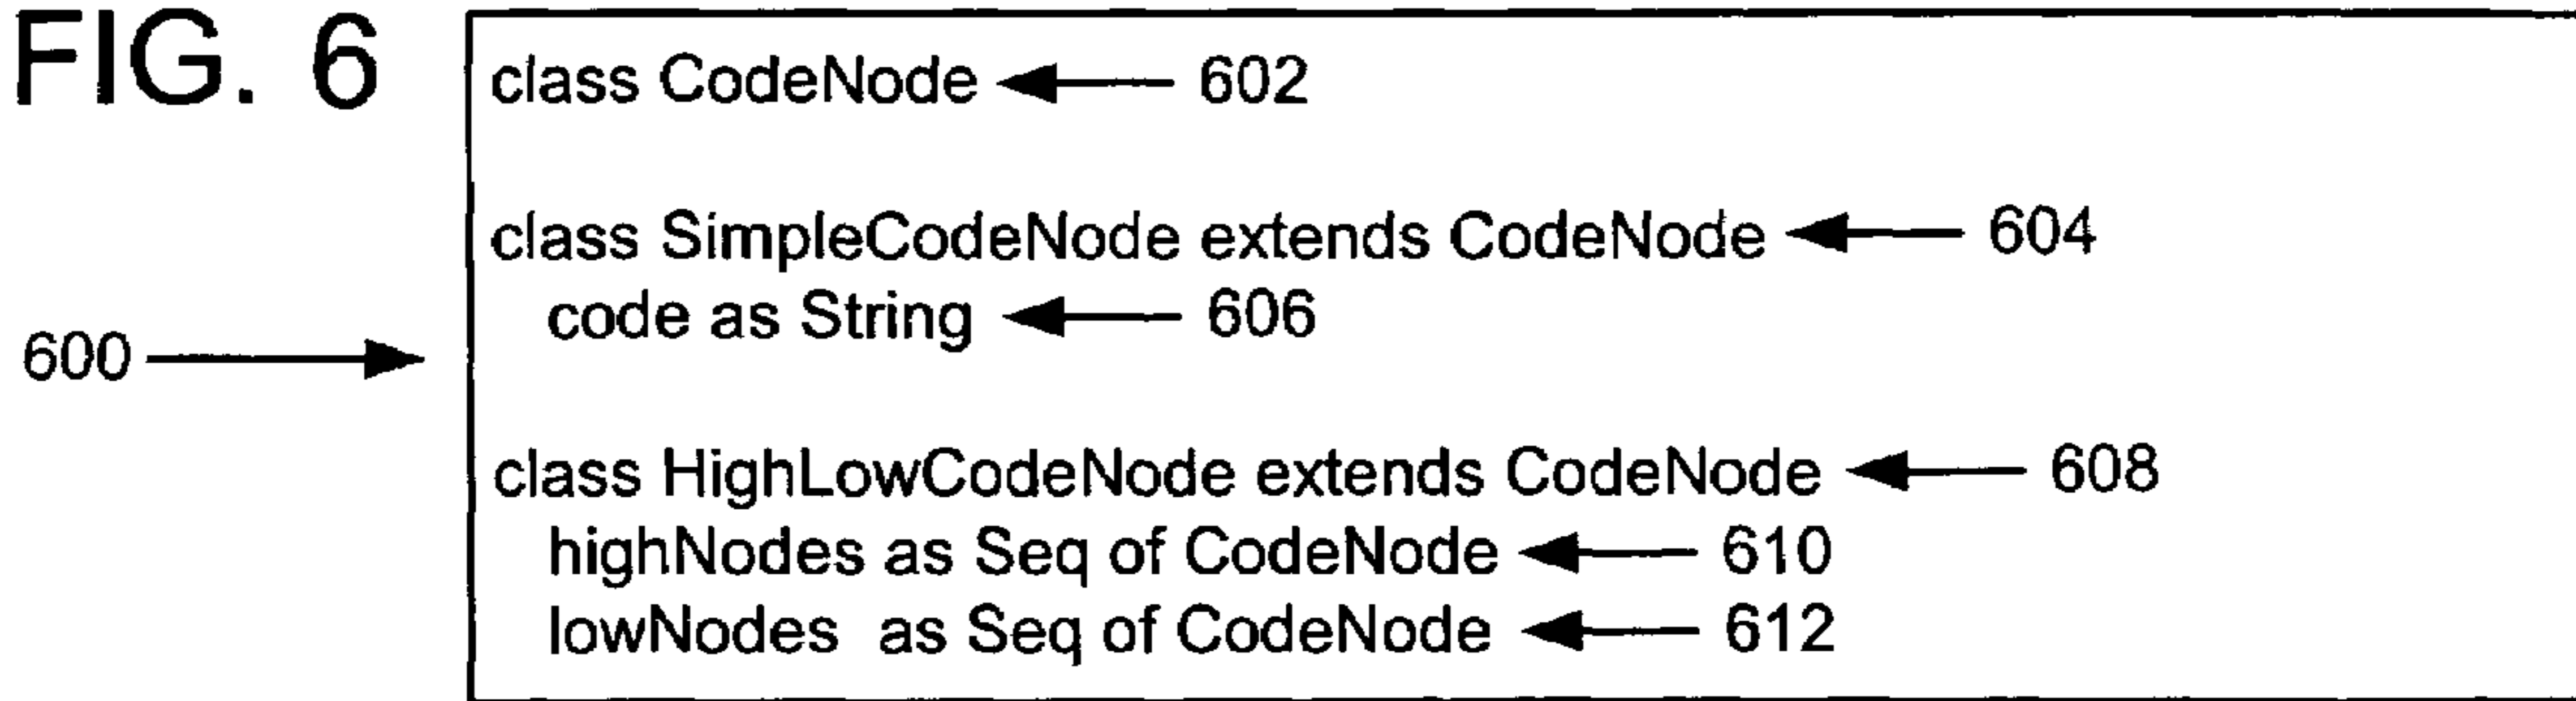 FIG. 6
class CodeNode 602
class SimpleCodeNode extends CodeNode 604
code as String 606
600
class HighLowCodeNode extends CodeNode 608
highNodes as Seq of CodeNode 610
lowNodes as Seq of CodeNode 612